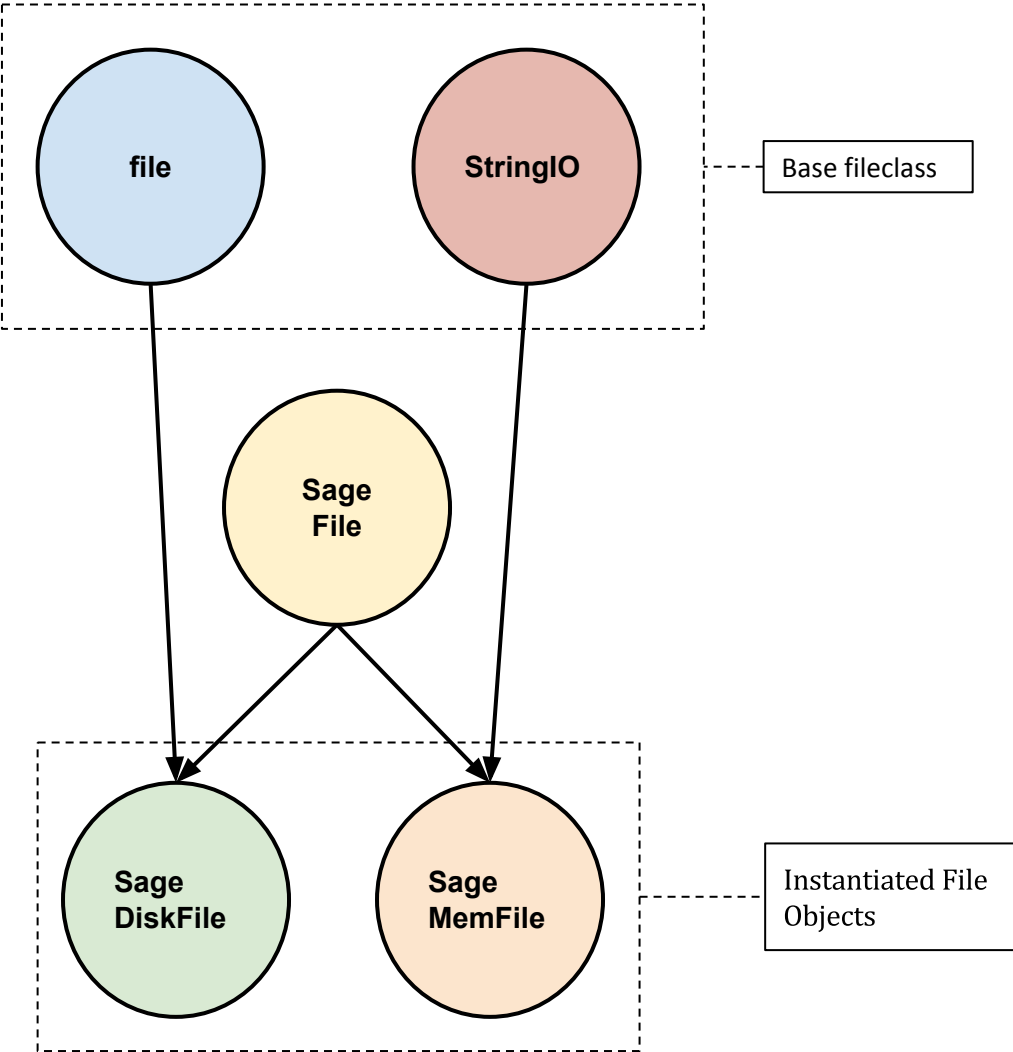 file
StringIO
Base fileclass
Sage
File
Sage
DiskFile
Sage
MemFile
Instantiated File
Objects